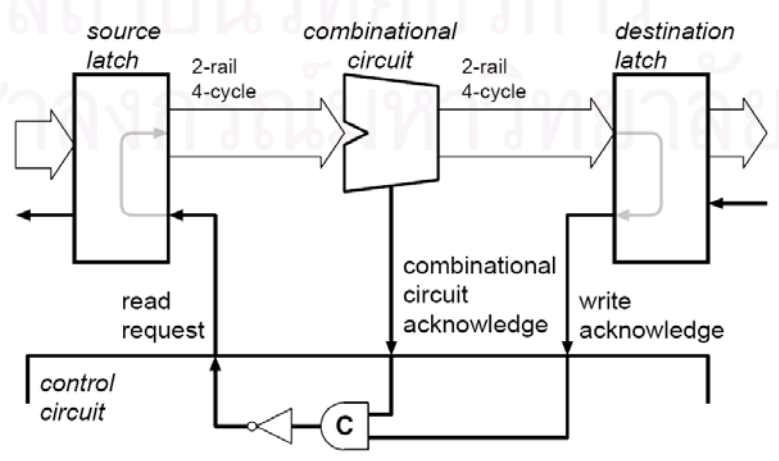 source
latch
combinational
circuit
destination
latch
2-rail
4-cycle
2-rail
4-cycle
combinational
circuit
acknowledge
read
request
write
acknowledge
control
circuit
C